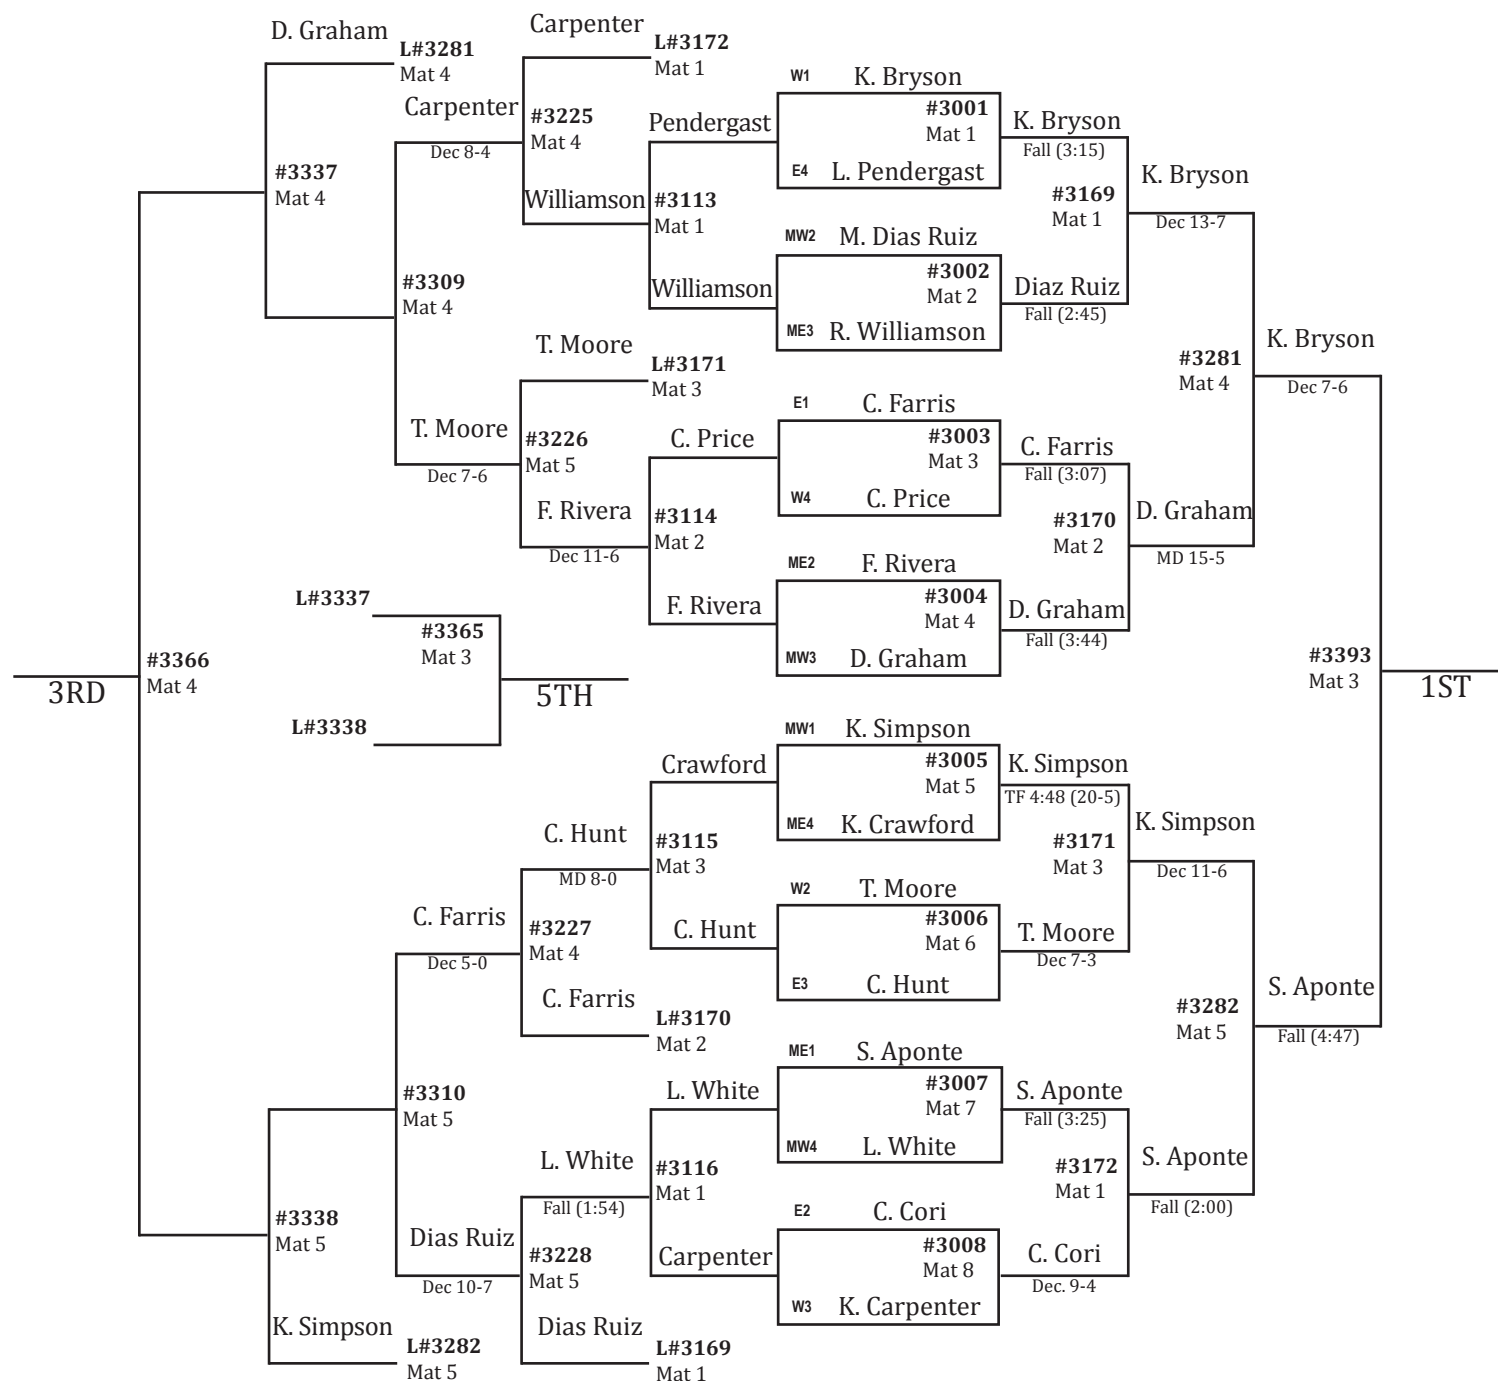 D. Graham
L#3281
Mat 4
Carpenter
L#3172
Mat 1
Carpenter
Dec 8-4
#3225
Mat 4
#3337
Mat 4
Williamson
Pendergast
#3113
Mat 1
Williamson
#3309
Mat 4
T. Moore
L#3171
Mat 3
T. Moore
Dec 7-6
#3226
Mat 5
F. Rivera
Dec 11-6
C. Price
#3114
Mat 2
F. Rivera
W1 K. Bryson
#3001
Mat 1
E4 L. Pendergast
K. Bryson
Fall (3:15)
MW2 M. Dias Ruiz
#3002
Mat 2
ME3 R. Williamson
Diaz Ruiz
Fall (2:45)
#3169
Mat 1
K. Bryson
Dec 13-7
E1 C. Farris
#3003
Mat 3
W4 C. Price
C. Farris
Fall (3:07)
ME2 F. Rivera
#3004
Mat 4
MW3 D. Graham
D. Graham
Fall (3:44)
#3170
Mat 2
D. Graham
MD 15-5
#3281
Mat 4
K. Bryson
Dec 7-6
L#3337
#3365
Mat 3
L#3338
5TH
#3366
Mat 4
3RD
#3393
Mat 3
1ST
MW1 K. Simpson
#3005
Mat 5
ME4 K. Crawford
K. Simpson
TF 4:48 (20-5)
W2 T. Moore
#3006
Mat 6
E3 C. Hunt
T. Moore
Dec 7-3
#3171
Mat 3
K. Simpson
Dec 11-6
ME1 S. Aponte
#3007
Mat 7
MW4 L. White
S. Aponte
Fall (3:25)
E2 C. Cori
#3008
Mat 8
W3 K. Carpenter
C. Cori
Dec. 9-4
#3172
Mat 1
S. Aponte
Fall (2:00)
#3282
Mat 5
S. Aponte
Fall (4:47)
Crawford
#3115
Mat 3
C. Hunt
C. Hunt
MD 8-0
C. Farris
Dec 5-0
#3227
Mat 4
C. Farris
L#3170
Mat 2
#3310
Mat 5
L. White
#3116
Mat 1
Carpenter
L. White
Fall (1:54)
#3338
Mat 5
Dias Ruiz
Dec 10-7
#3228
Mat 5
Dias Ruiz
L#3169
Mat 1
K. Simpson
L#3282
Mat 5